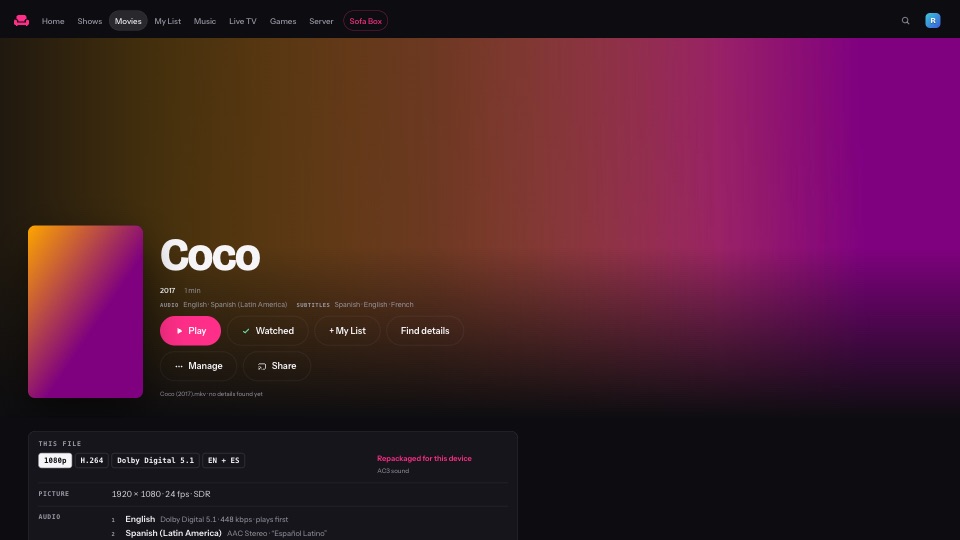 Home Shows Movies My List Music Live TV Games Server Sofa Box R
Coco
2017 1 min
AUDIO English · Spanish (Latin America) SUBTITLES Spanish · English · French
Play Watched + My List Find details
Manage Share
Coco (2017).mkv · no details found yet
THIS FILE
1080p H.264 Dolby Digital 5.1 EN + ES Repackaged for this device
AC3 sound
PICTURE 1920 × 1080 · 24 fps · SDR
AUDIO 1 English Dolby Digital 5.1 · 448 kbps · plays first
2 Spanish (Latin America) AAC Stereo · "Español Latino"